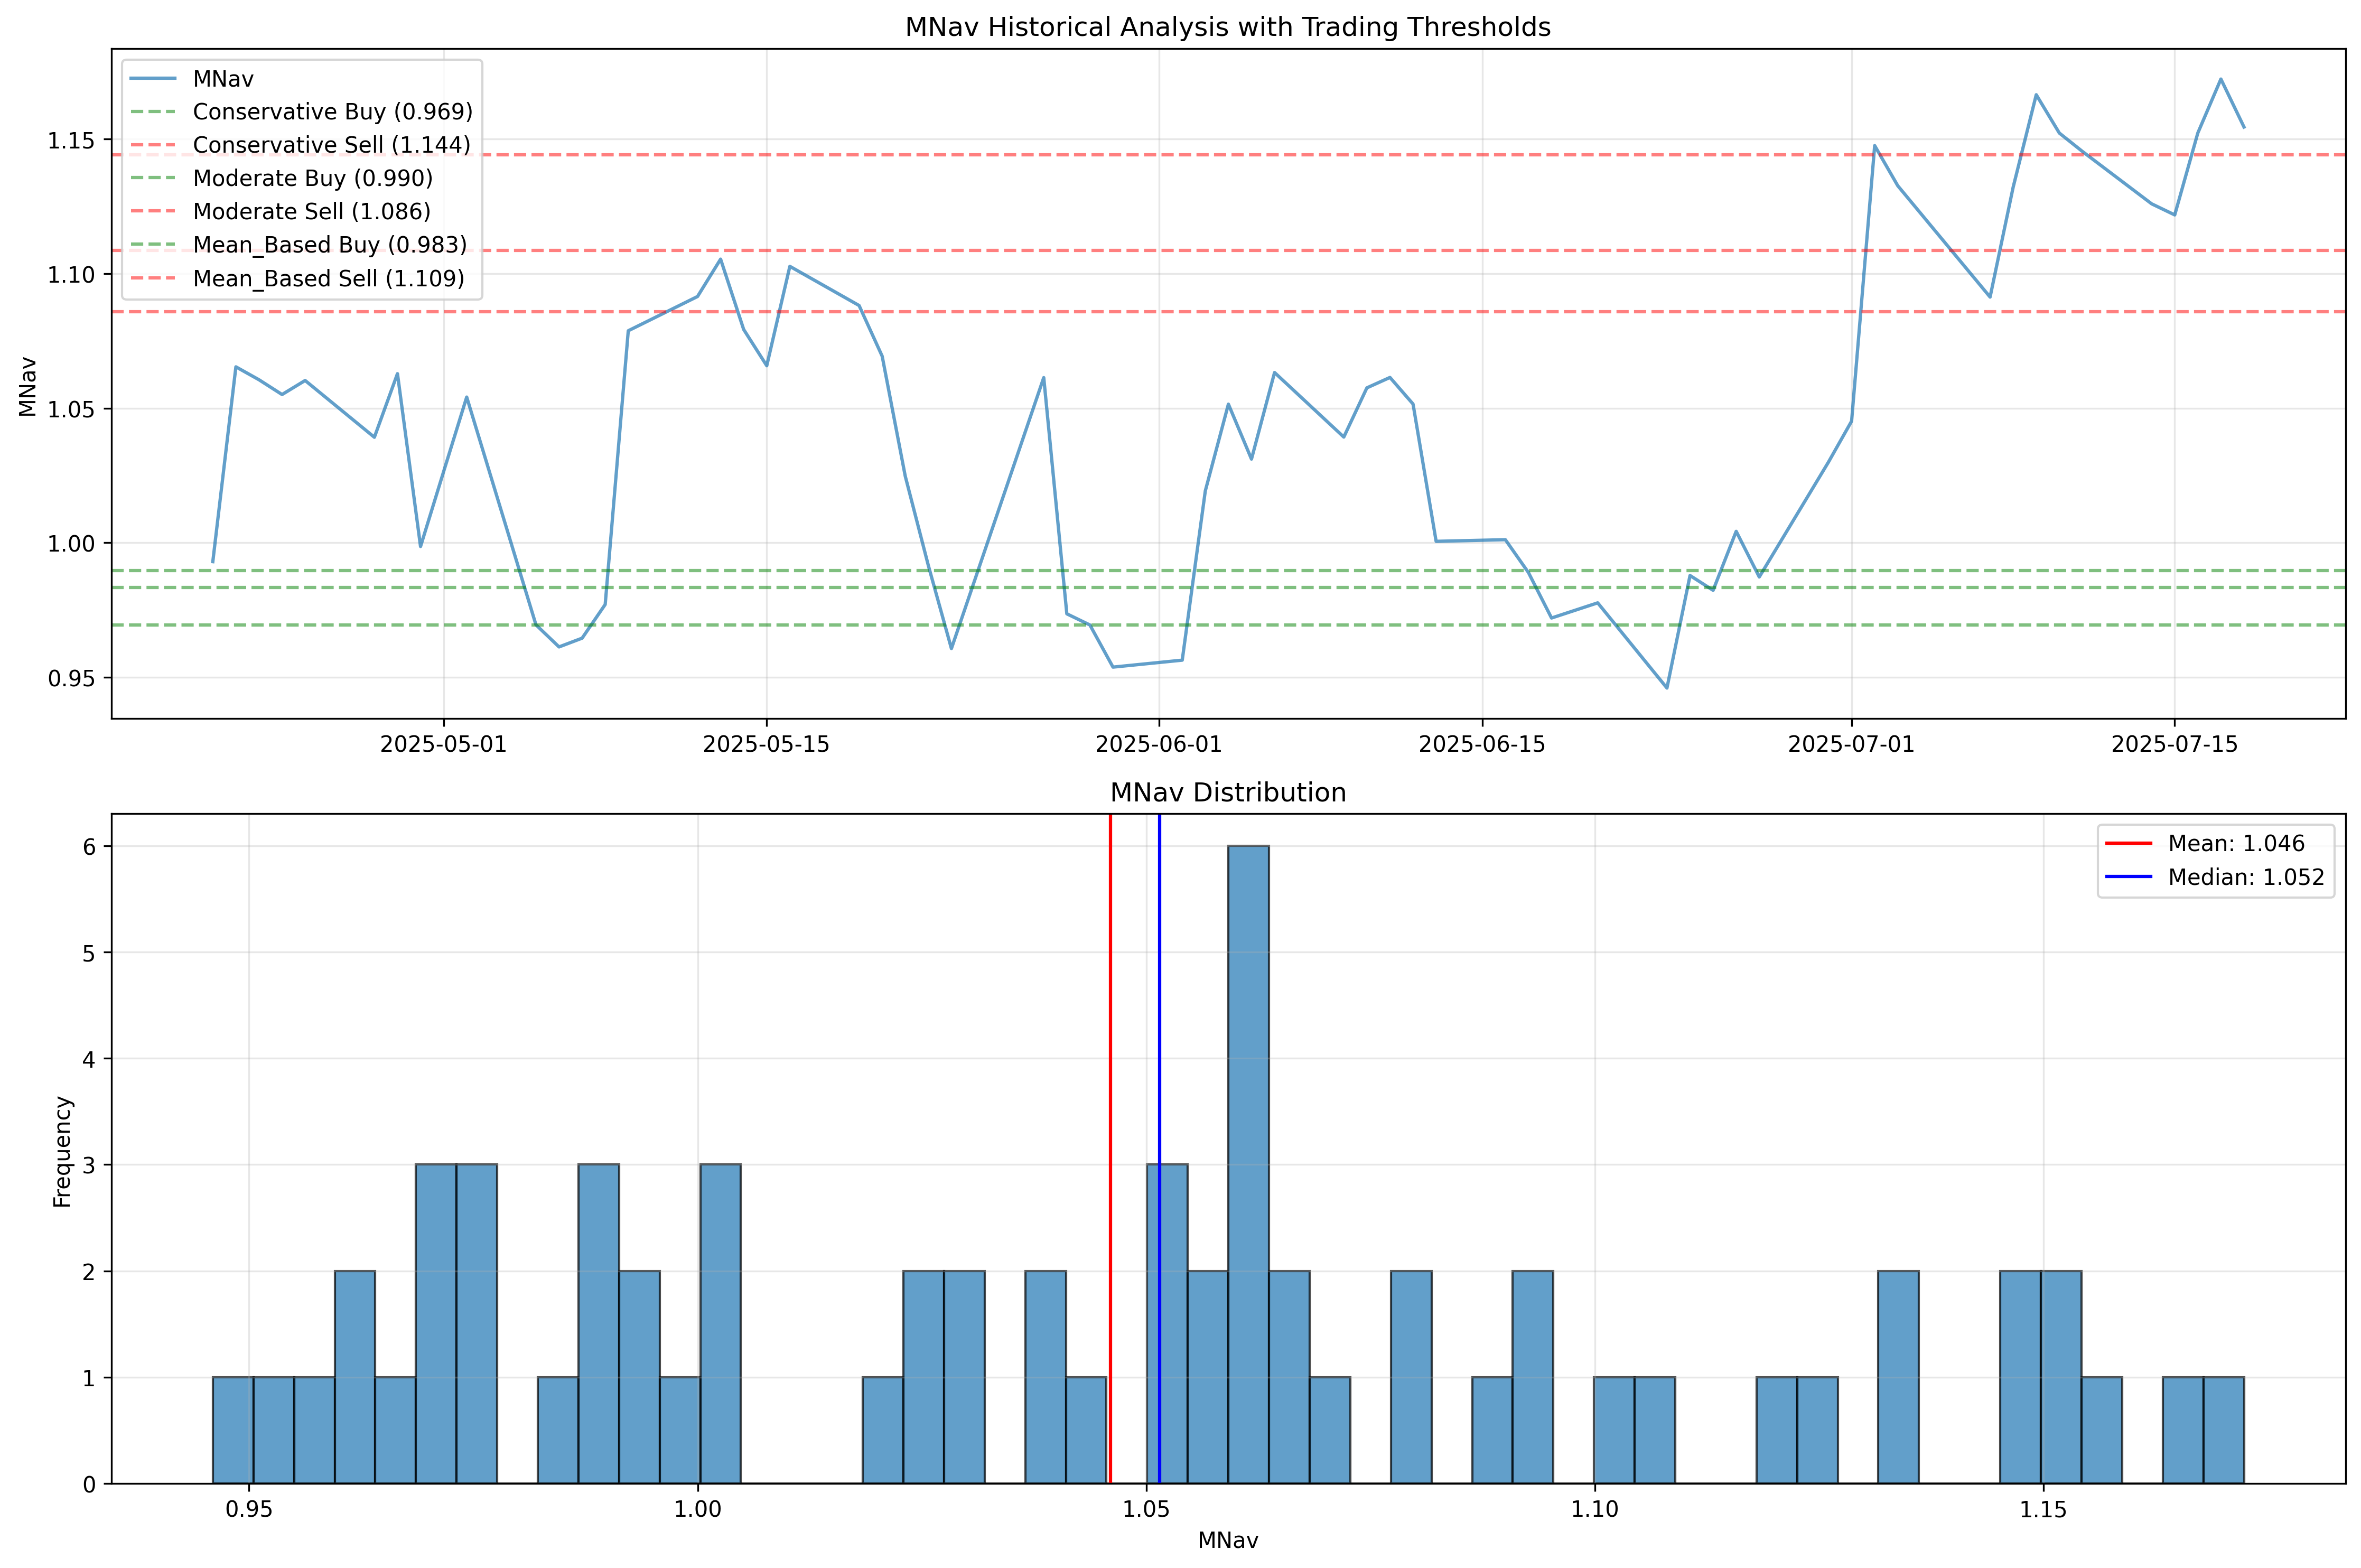 MNav Historical Analysis with Trading Thresholds
MNav
Conservative Buy (0.969)
Conservative Sell (1.144)
Moderate Buy (0.990)
Moderate Sell (1.086)
Mean_Based Buy (0.983)
Mean_Based Sell (1.109)
MNav
1.15
1.10
1.05
1.00
0.95
2025-05-01
2025-05-15
2025-06-01
2025-06-15
2025-07-01
2025-07-15
MNav Distribution
Mean: 1.046
Median: 1.052
Frequency
6
5
4
3
2
1
0
0.95
1.00
1.05
1.10
1.15
MNav